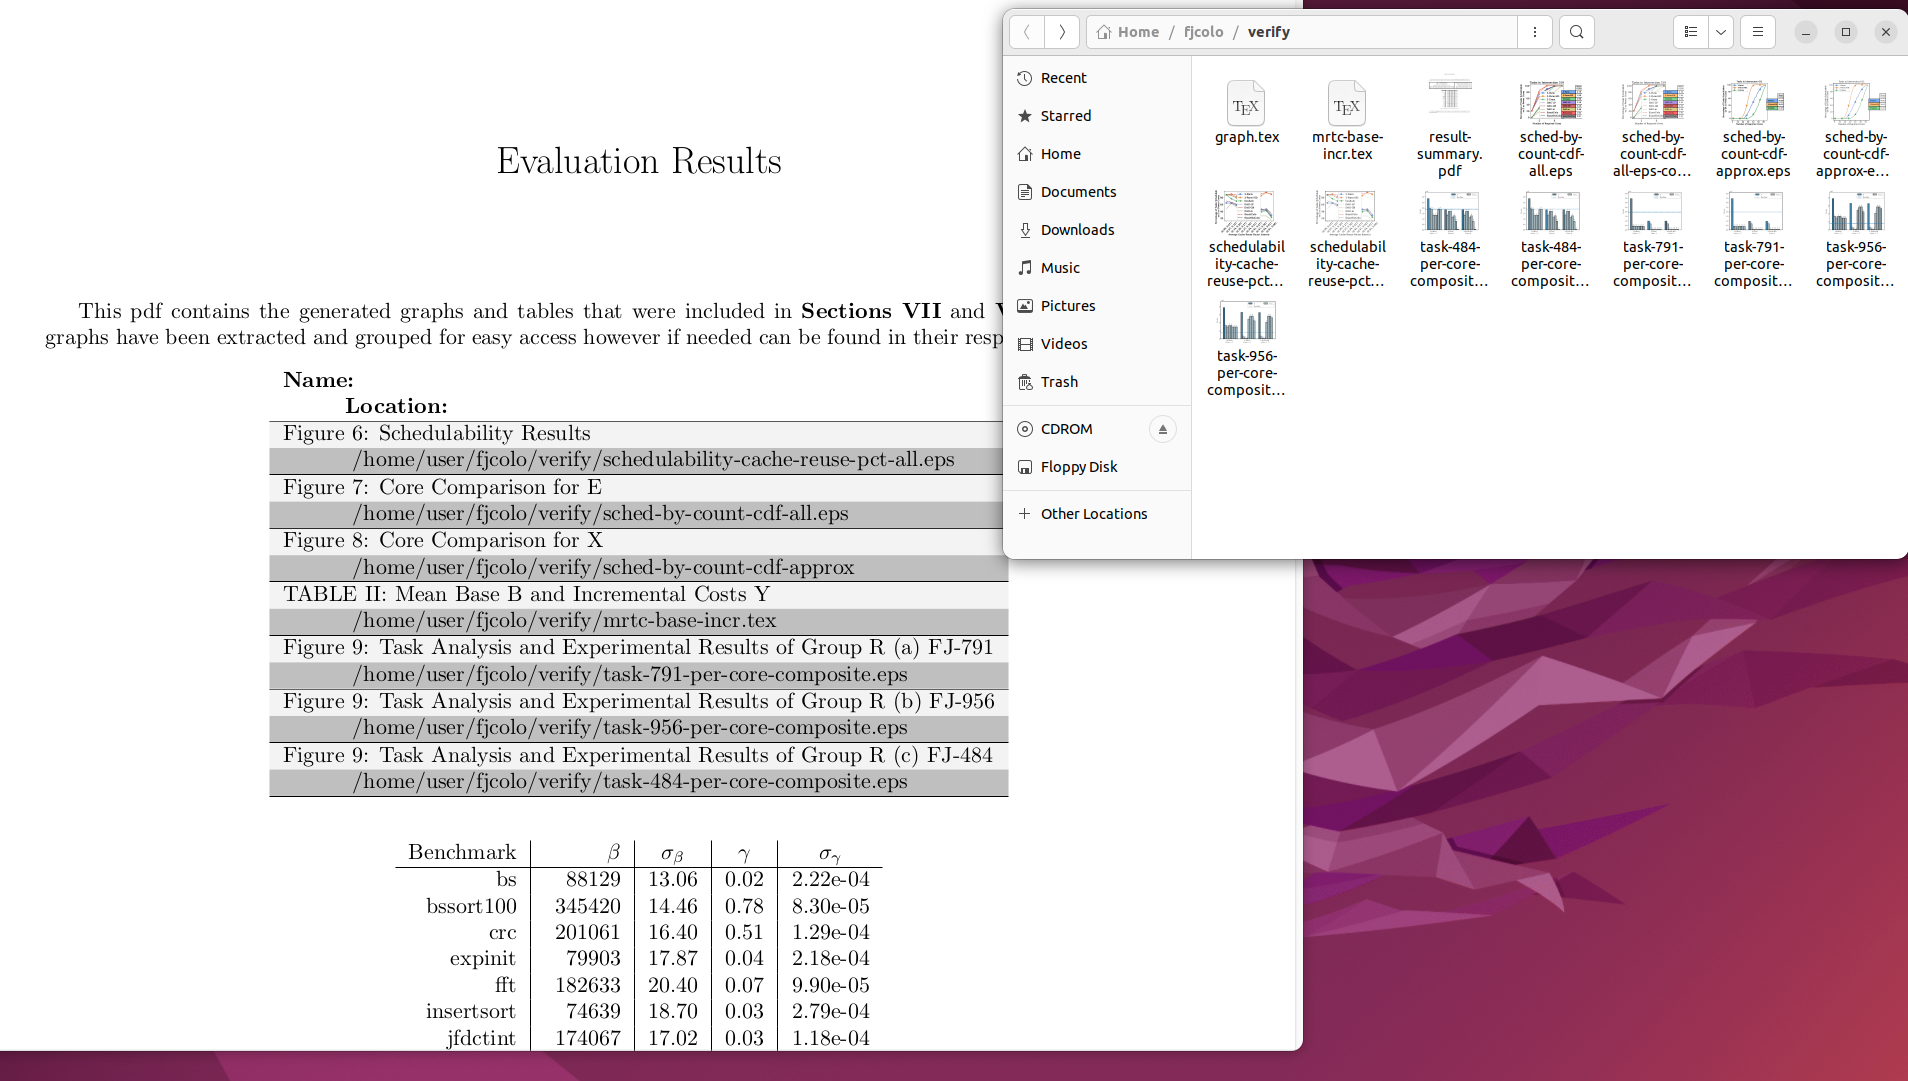 Evaluation Results
This pdf contains the generated graphs and tables that were included in Sections VII and
graphs have been extracted and grouped for easy access however if needed can be found in their resp
Name:
Location:
Figure 6: Schedulability Results
/home/user/fjcolo/verify/schedulability-cache-reuse-pct-all.eps
Figure 7: Core Comparison for E
/home/user/fjcolo/verify/sched-by-count-cdf-all.eps
Figure 8: Core Comparison for X
/home/user/fjcolo/verify/sched-by-count-cdf-approx
TABLE II: Mean Base B and Incremental Costs Y
/home/user/fjcolo/verify/mrtc-base-incr.tex
Figure 9: Task Analysis and Experimental Results of Group R (a) FJ-791
/home/user/fjcolo/verify/task-791-per-core-composite.eps
Figure 9: Task Analysis and Experimental Results of Group R (b) FJ-956
/home/user/fjcolo/verify/task-956-per-core-composite.eps
Figure 9: Task Analysis and Experimental Results of Group R (c) FJ-484
/home/user/fjcolo/verify/task-484-per-core-composite.eps
Benchmark β σβ γ σγ
bs 88129 13.06 0.02 2.22e-04
bssort100 345420 14.46 0.78 8.30e-05
crc 201061 16.40 0.51 1.29e-04
expinit 79903 17.87 0.04 2.18e-04
fft 182633 20.40 0.07 9.90e-05
insertsort 74639 18.70 0.03 2.79e-04
jfdctint 174067 17.02 0.03 1.18e-04
Home / fjcolo / verify
Recent
Starred
Home
Documents
Downloads
Music
Pictures
Videos
Trash
CDROM
Floppy Disk
+ Other Locations
TEX TEX
graph.tex mrtc-base- result- sched-by- sched-by- sched-by- sched-by-
incr.tex summary. count-cdf- count-cdf- count-cdf- count-cdf-
pdf all.eps all-eps-co... approx.eps approx-e...
schedulabil schedulabil task-484- task-484- task-791- task-791- task-956-
ity-cache- ity-cache- per-core- per-core- per-core- per-core- per-core-
reuse-pct... reuse-pct... composit... composit... composit... composit... composit...
task-956-
per-core-
composit...